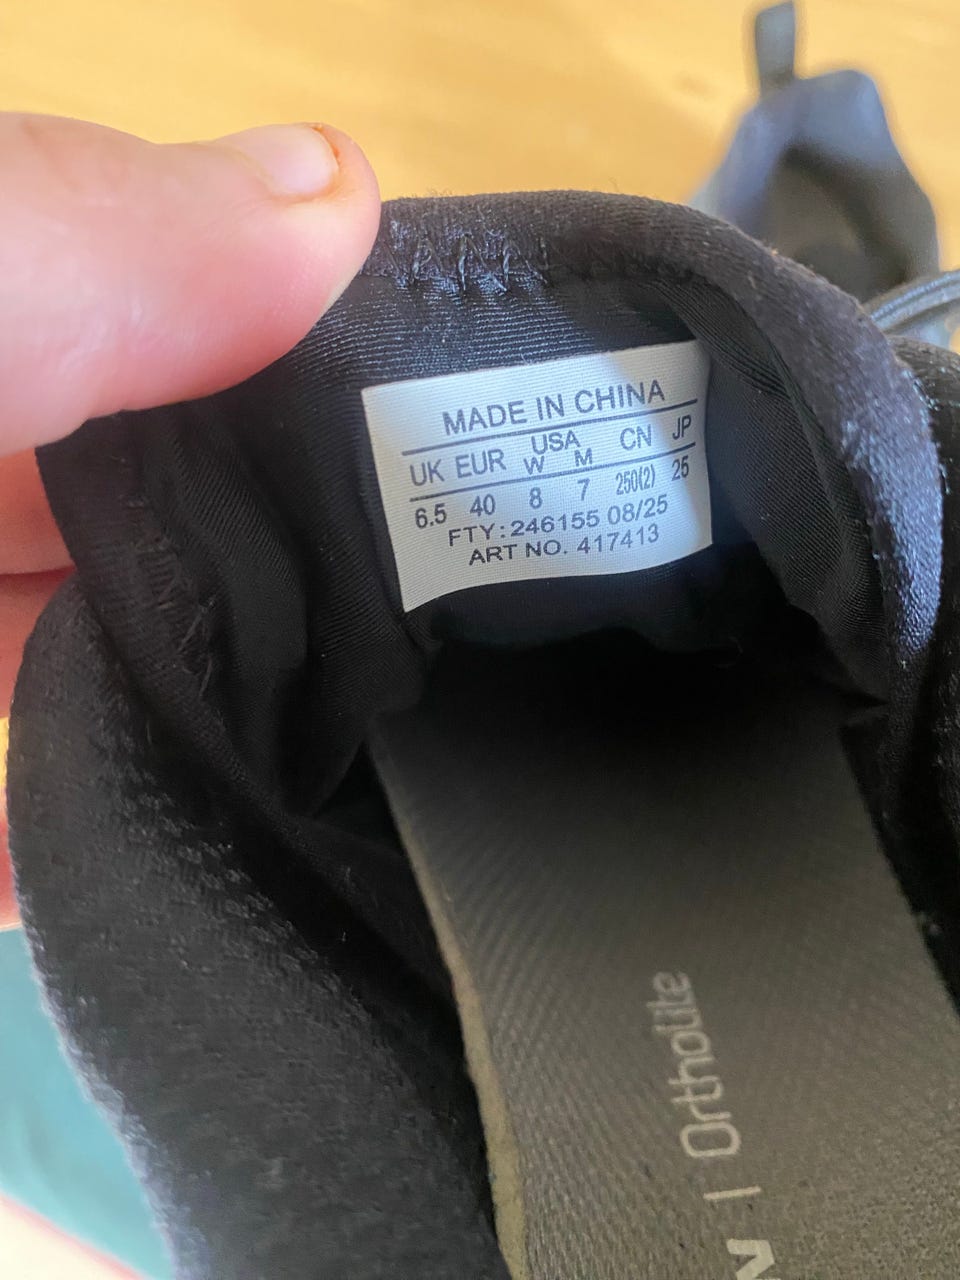 MADE IN CHINA
UK EUR USA W M CN JP
6.5 40 8 7 250(2) 25
FTY: 246155 08/25
ART NO. 417413
Ortholite